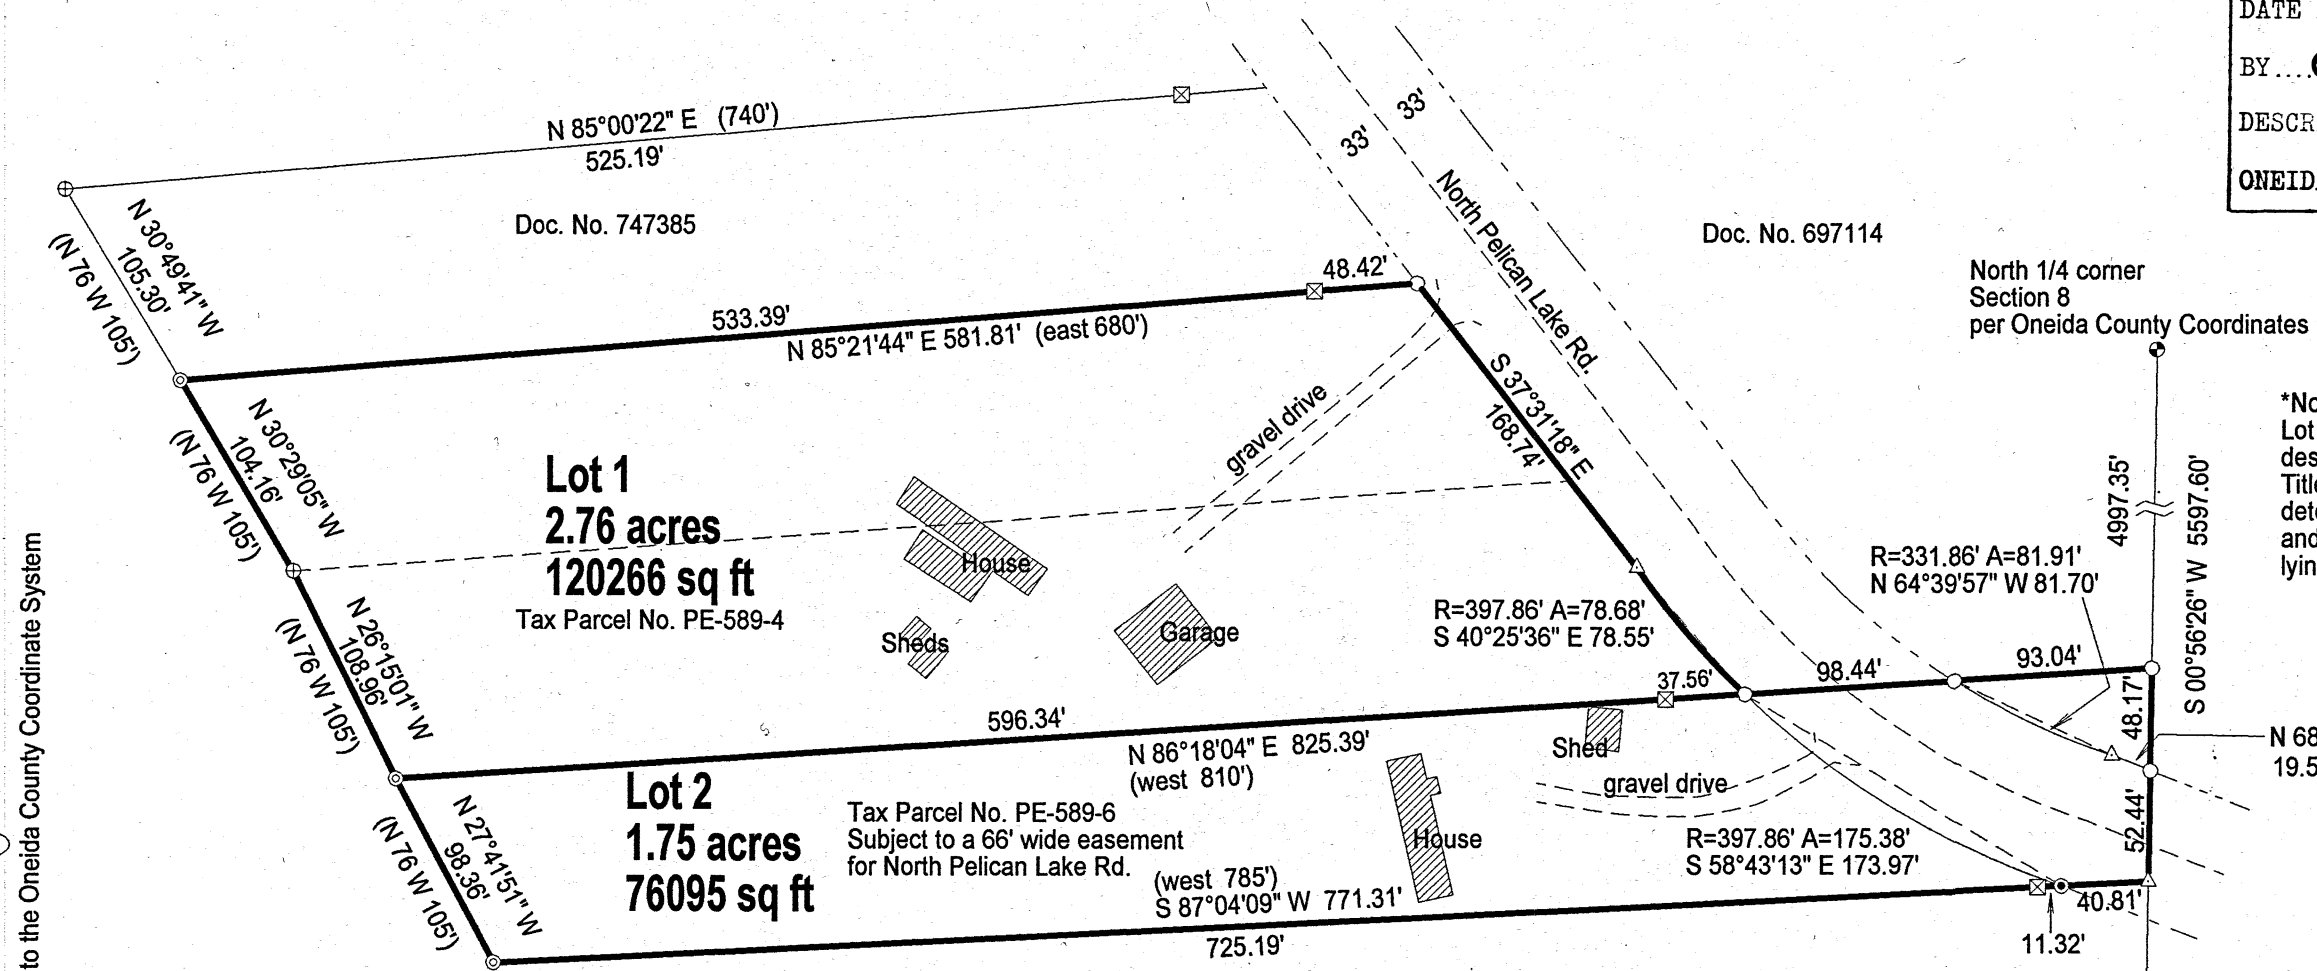 DATE
BY....
DESCR
ONEID
N 85°00'22" E (740')
525.19'
33'
33'
N 30°49'41" W
105.30'
(N 76 W 105')
Doc. No. 747385
North Pelican Lake Rd.
Doc. No. 697114
North 1/4 corner
Section 8
per Oneida County Coordinates
48.42'
533.39'
N 85°21'44" E 581.81' (east 680')
N 30°29'05" W
104.16'
(N 76 W 105')
gravel drive
S 37°31'18" E
168.74'
*No
Lot
des
Title
dete
and
lyin
4997.35'
S 00°56'26" W 5597.60'
Lot 1
2.76 acres
120266 sq ft
Tax Parcel No. PE-589-4
House
Sheds
Garage
R=331.86' A=81.91'
N 64°39'57" W 81.70'
R=397.86' A=78.68'
S 40°25'36" E 78.55'
to the Oneida County Coordinate System
N 26°15'01" W
108.96'
(N 76 W 105')
37.56'
98.44'
93.04'
48.17'
596.34'
N 86°18'04" E 825.39'
(west 810')
Shed
gravel drive
N 68
19.5
Lot 2
1.75 acres
76095 sq ft
Tax Parcel No. PE-589-6
Subject to a 66' wide easement
for North Pelican Lake Rd.
House
R=397.86' A=175.38'
S 58°43'13" E 173.97'
52.44'
N 27°41'51" W
98.36'
(N 76 W 105')
(west 785')
S 87°04'09" W 771.31'
725.19'
40.81'
11.32'